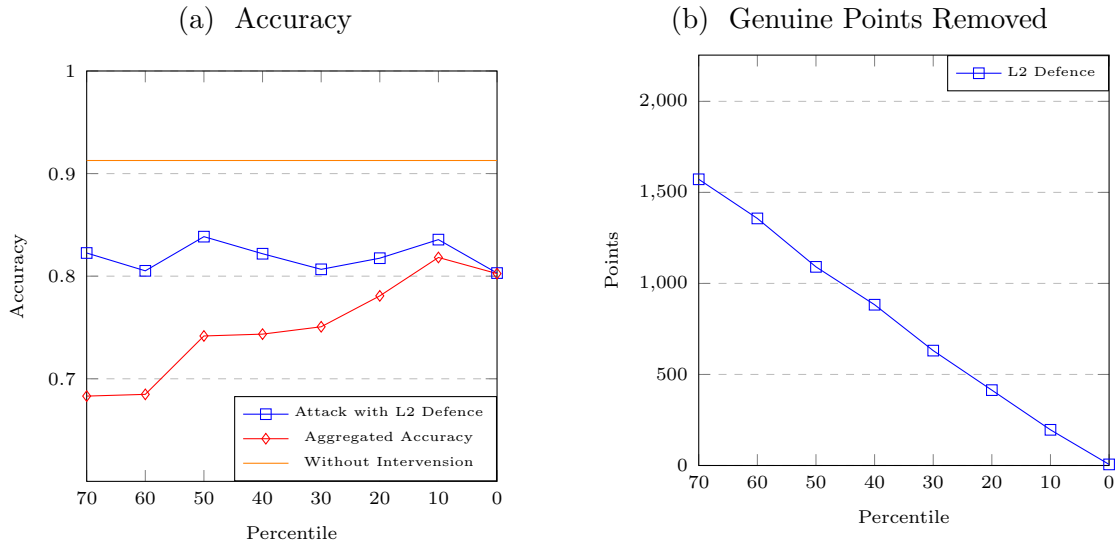 (a) Accuracy
1
0.9
0.8
0.7
Accuracy
70 60 50 40 30 20 10 0
Percentile
Attack with L2 Defence
Aggregated Accuracy
Without Intervension
(b) Genuine Points Removed
2,000
1,500
1,000
500
0
Points
70 60 50 40 30 20 10 0
Percentile
L2 Defence